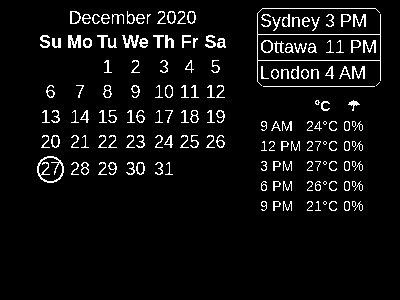 December 2020
Su Mo Tu We Th Fr Sa
1 2 3 4 5
6 7 8 9 10 11 12
13 14 15 16 17 18 19
20 21 22 23 24 25 26
27 28 29 30 31
Sydney 3 PM
Ottawa 11 PM
London 4 AM
°C ☂
9 AM 24°C 0%
12 PM 27°C 0%
3 PM 27°C 0%
6 PM 26°C 0%
9 PM 21°C 0%